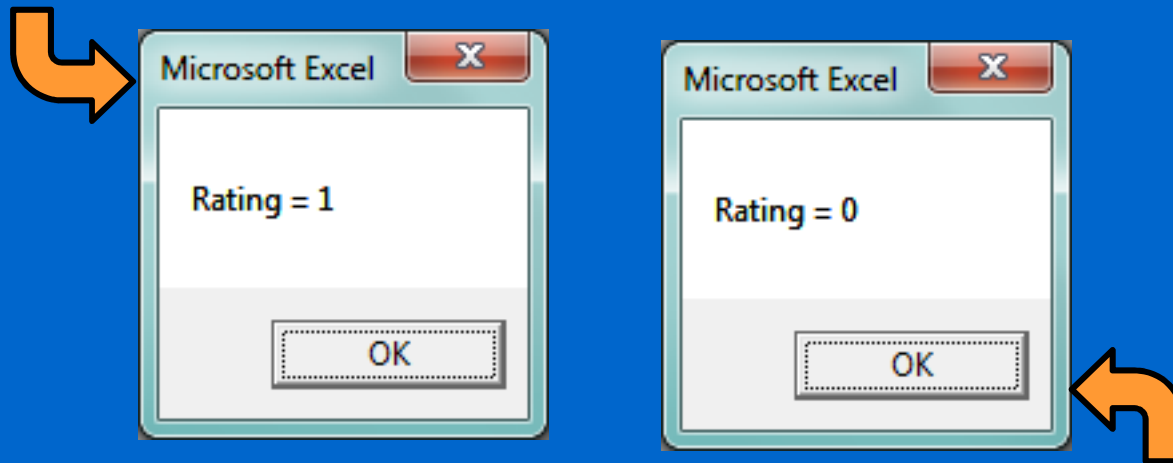 Microsoft Excel
Rating = 1
OK
Microsoft Excel
Rating = 0
OK